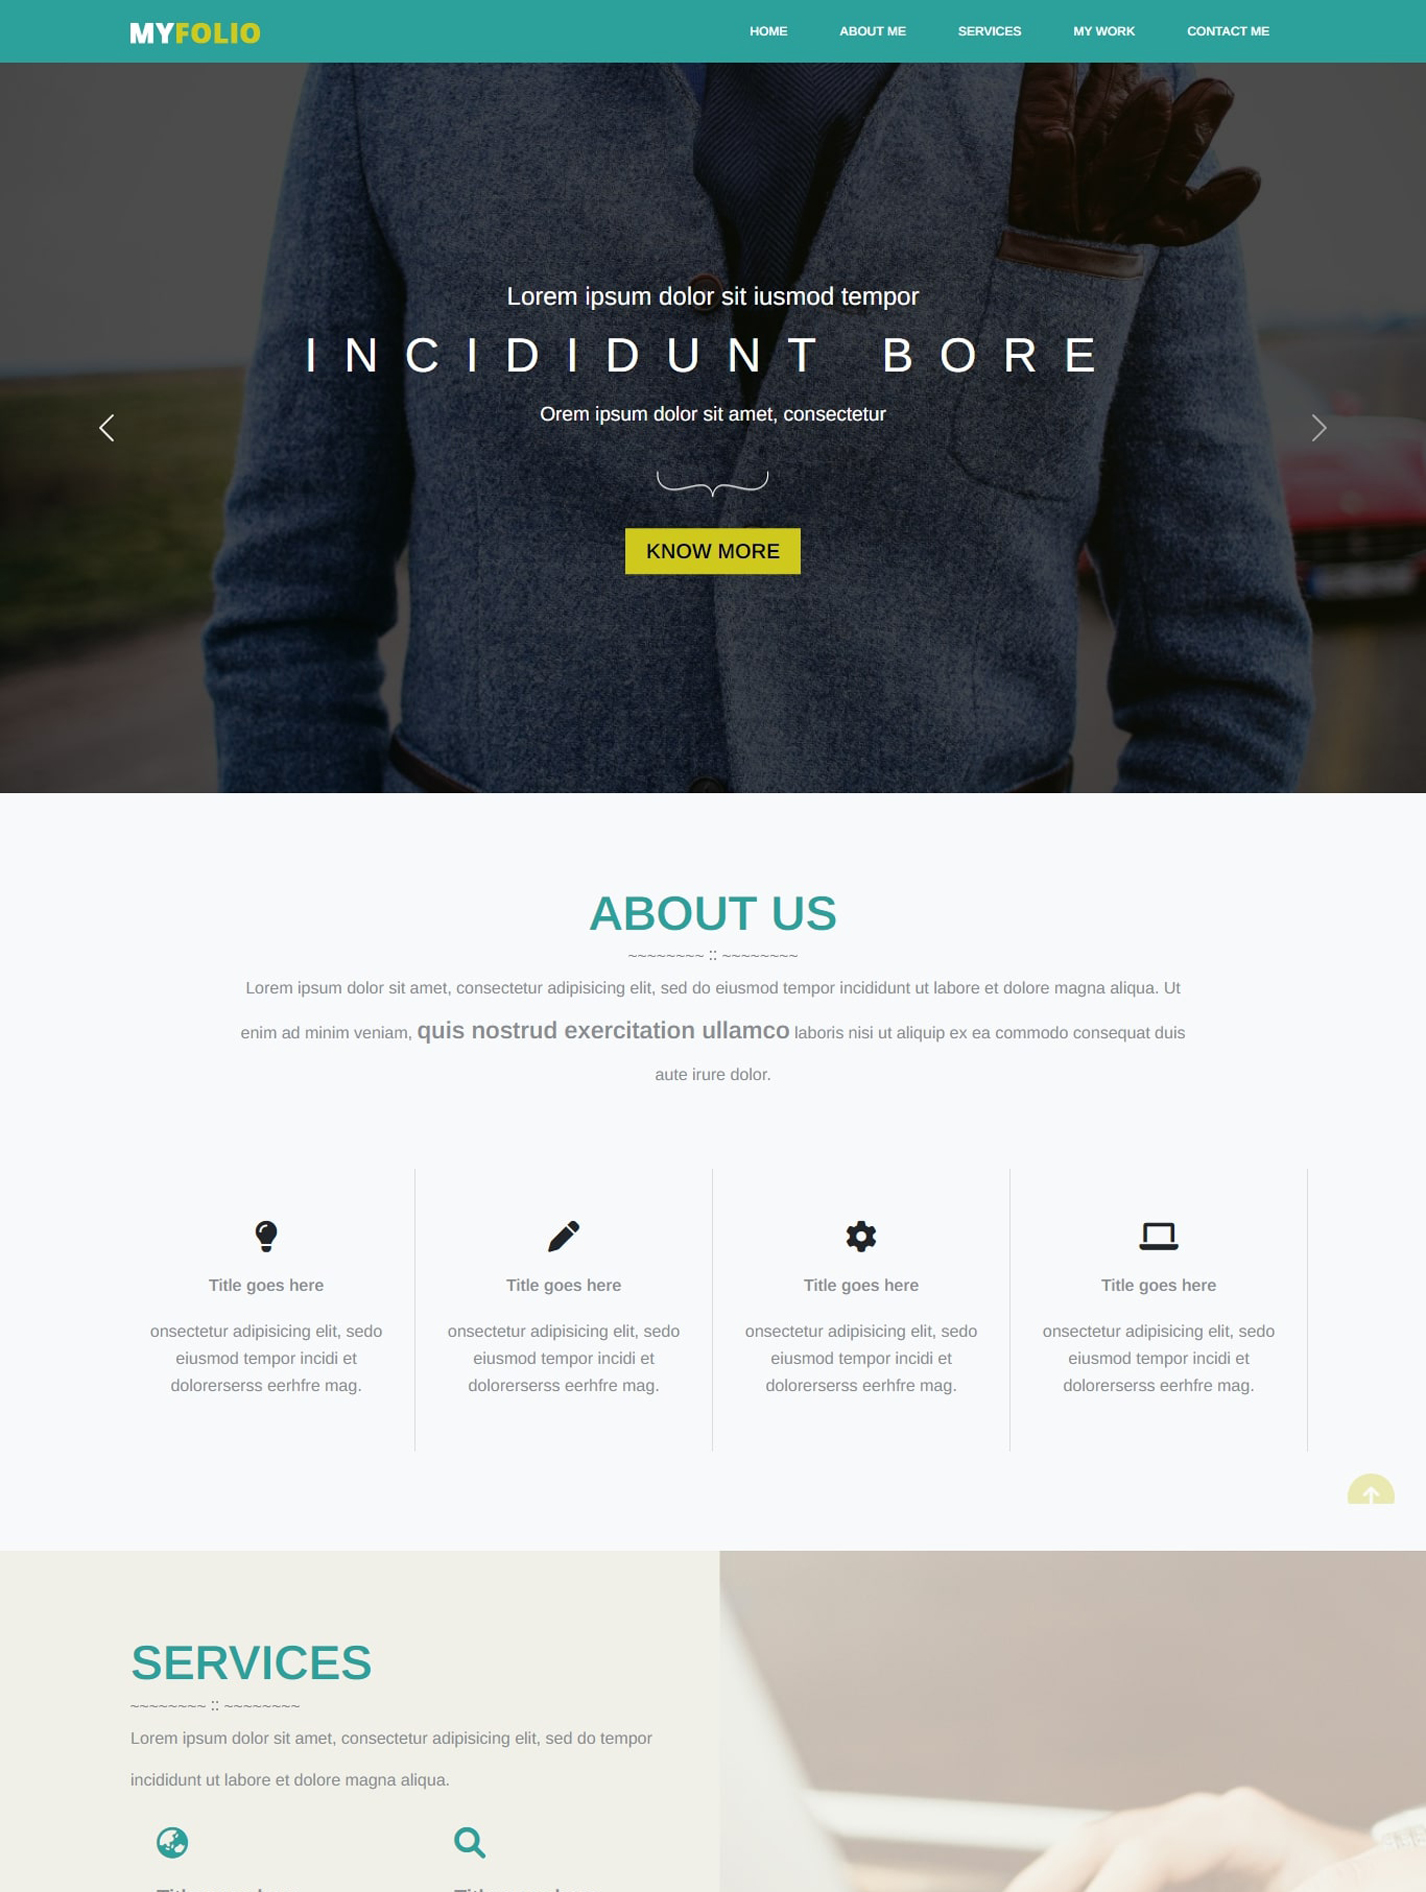 MYFOLIO
HOME ABOUT ME SERVICES MY WORK CONTACT ME
Lorem ipsum dolor sit iusmod tempor
INCIDIDUNT BORE
Orem ipsum dolor sit amet, consectetur
KNOW MORE
ABOUT US
~~~~~~~~ :: ~~~~~~~~
Lorem ipsum dolor sit amet, consectetur adipisicing elit, sed do eiusmod tempor incididunt ut labore et dolore magna aliqua. Ut
enim ad minim veniam, quis nostrud exercitation ullamco laboris nisi ut aliquip ex ea commodo consequat duis
aute irure dolor.
Title goes here
onsectetur adipisicing elit, sedo
eiusmod tempor incidi et
dolorerserss eerhfre mag.
Title goes here
onsectetur adipisicing elit, sedo
eiusmod tempor incidi et
dolorerserss eerhfre mag.
Title goes here
onsectetur adipisicing elit, sedo
eiusmod tempor incidi et
dolorerserss eerhfre mag.
Title goes here
onsectetur adipisicing elit, sedo
eiusmod tempor incidi et
dolorerserss eerhfre mag.
SERVICES
~~~~~~~~ :: ~~~~~~~~
Lorem ipsum dolor sit amet, consectetur adipisicing elit, sed do tempor
incididunt ut labore et dolore magna aliqua.